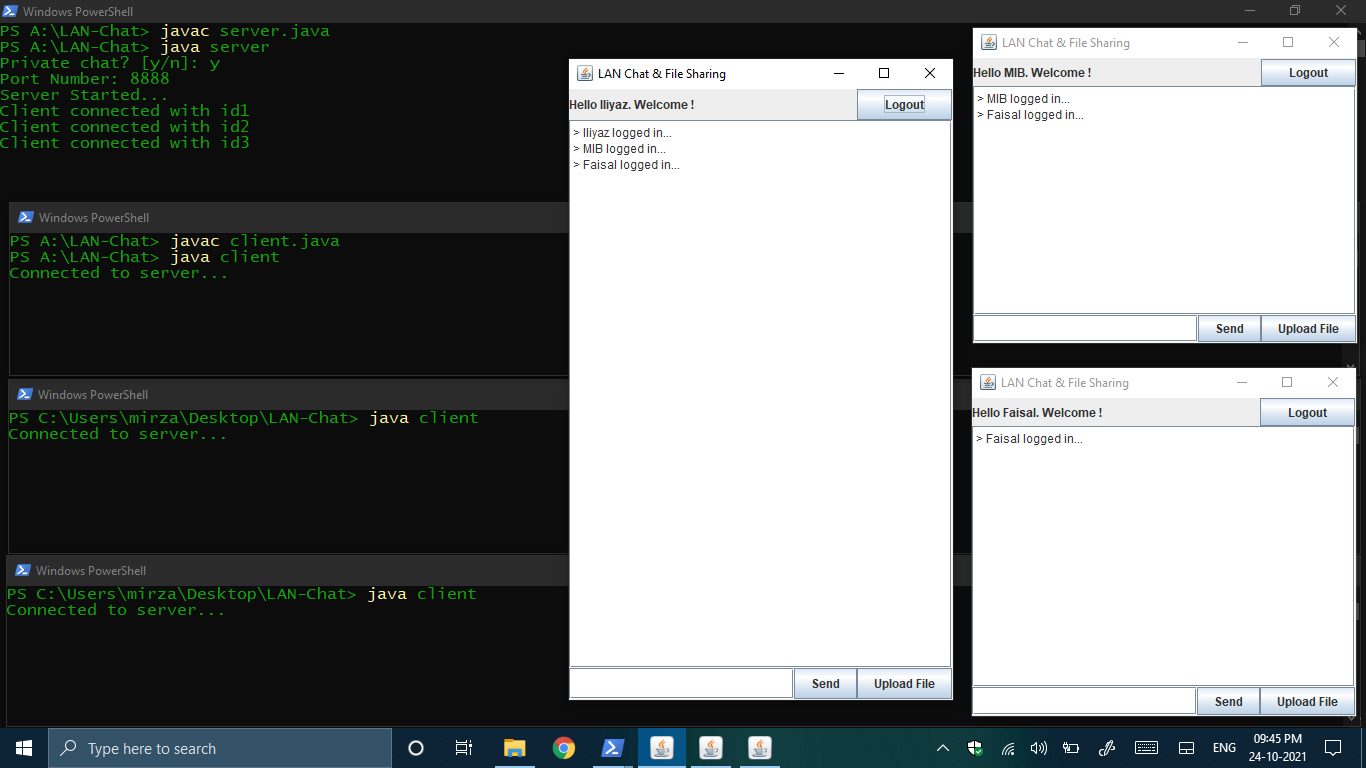 Windows PowerShell
PS A:\LAN-Chat> javac server.java
PS A:\LAN-Chat> java server
Private chat? [y/n]: y
Port Number: 8888
Server Started...
Client connected with id1
Client connected with id2
Client connected with id3
Windows PowerShell
PS A:\LAN-Chat> javac client.java
PS A:\LAN-Chat> java client
Connected to server...
Windows PowerShell
PS C:\Users\mirza\Desktop\LAN-Chat> java client
Connected to server...
Windows PowerShell
PS C:\Users\mirza\Desktop\LAN-Chat> java client
Connected to server...
LAN Chat & File Sharing
Hello Iliyaz. Welcome !
Logout
> Iliyaz logged in...
> MIB logged in...
> Faisal logged in...
Send
Upload File
LAN Chat & File Sharing
Hello MIB. Welcome !
Logout
> MIB logged in...
> Faisal logged in...
Send
Upload File
LAN Chat & File Sharing
Hello Faisal. Welcome !
Logout
> Faisal logged in...
Send
Upload File
Type here to search
ENG
09:45 PM
24-10-2021